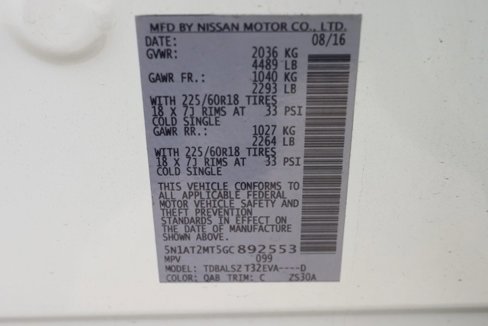 MFD BY NISSAN MOTOR CO., LTD.
DATE: 08/16
GVWR: 2036 KG
4489 LB
GAWR FR.: 1040 KG
2293 LB
WITH 225/60R18 TIRES
18 X 7J RIMS AT 33 PSI
COLD SINGLE
GAWR RR.: 1027 KG
2264 LB
WITH 225/60R18 TIRES
18 X 7J RIMS AT 33 PSI
COLD SINGLE
THIS VEHICLE CONFORMS TO
ALL APPLICABLE FEDERAL
MOTOR VEHICLE SAFETY AND
THEFT PREVENTION
STANDARDS IN EFFECT ON
THE DATE OF MANUFACTURE
SHOWN ABOVE.
5N1AT2MT5GC892553
MPV 099
MODEL: TDBALSZ T32EVA----D
COLOR: QAB TRIM: C ZS30A